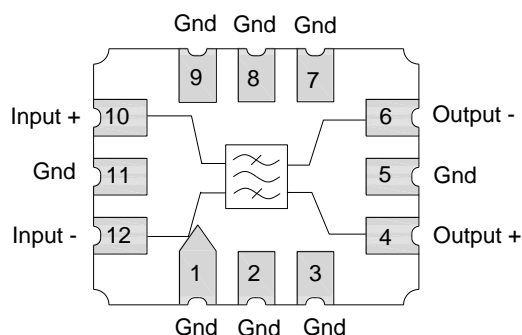 Gnd Gnd Gnd
9 8 7
Input + 10 6 Output -
Gnd 11 5 Gnd
Input - 12 4 Output +
1 2 3
Gnd Gnd Gnd